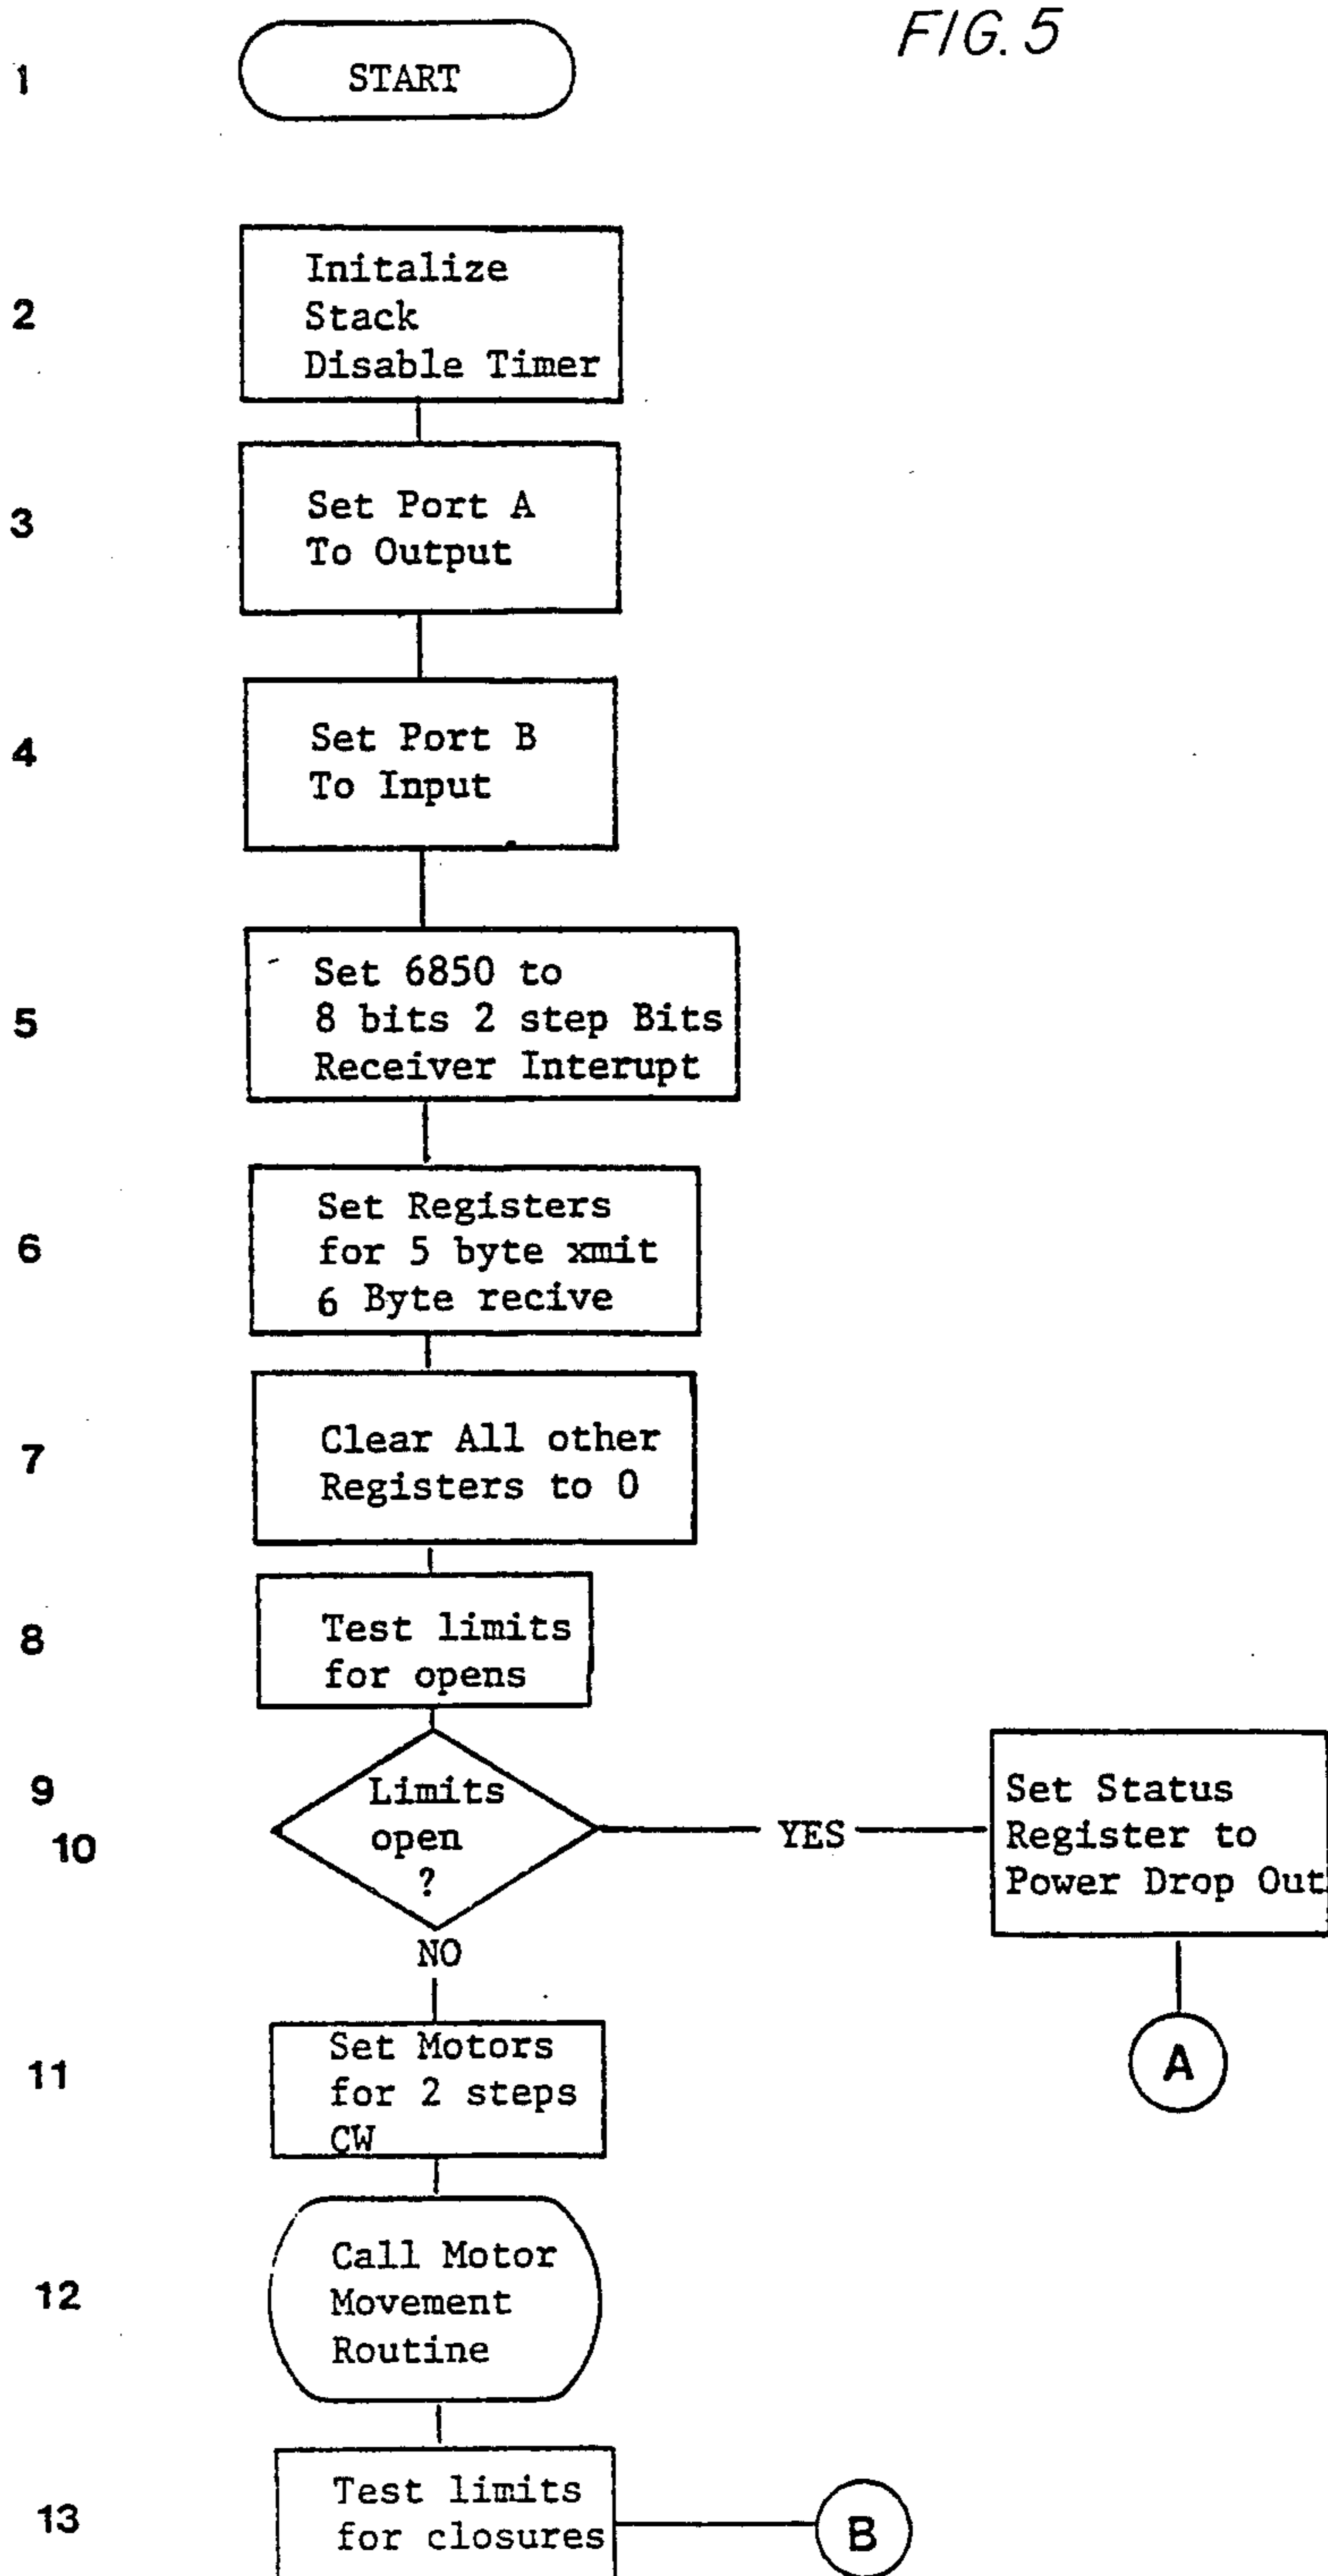 FIG. 5
1
START
2
Initalize
Stack
Disable Timer
3
Set Port A
To Output
4
Set Port B
To Input
5
Set 6850 to
8 bits 2 step Bits
Receiver Interupt
6
Set Registers
for 5 byte xmit
6 Byte recive
7
Clear All other
Registers to 0
8
Test limits
for opens
9
10
Limits
open
?
YES
Set Status
Register to
Power Drop Out
NO
A
11
Set Motors
for 2 steps
CW
12
Call Motor
Movement
Routine
13
Test limits
for closures
B